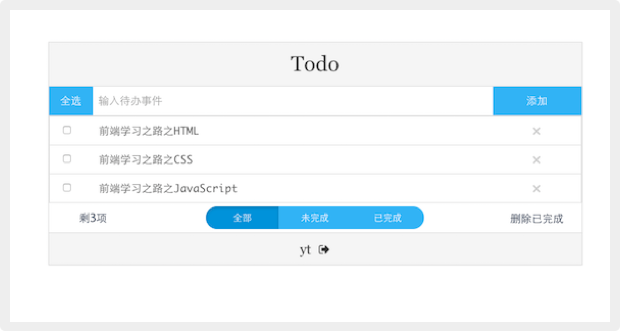 Todo
全选 输入待办事件 添加
前端学习之路之HTML
前端学习之路之CSS
前端学习之路之JavaScript
剩3项 全部 未完成 已完成 删除已完成
yt